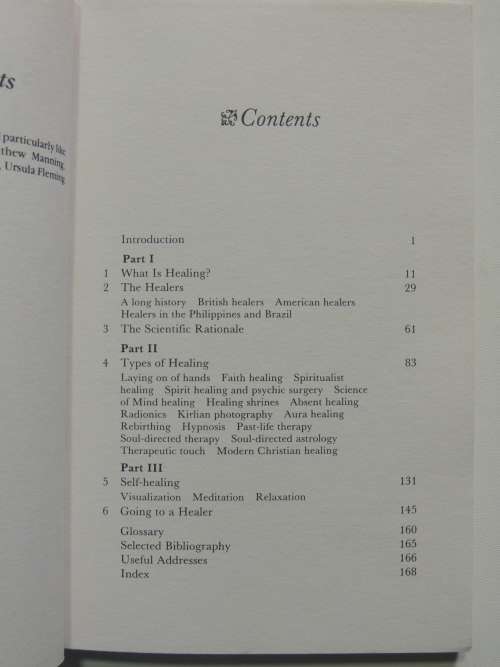 ts
particularly like
thew Manning,
, Ursula Fleming
Contents
Introduction 1
Part I
1 What Is Healing? 11
2 The Healers 29
A long history British healers American healers
Healers in the Philippines and Brazil
3 The Scientific Rationale 61
Part II
4 Types of Healing 83
Laying on of hands Faith healing Spiritualist
healing Spirit healing and psychic surgery Science
of Mind healing Healing shrines Absent healing
Radionics Kirlian photography Aura healing
Rebirthing Hypnosis Past-life therapy
Soul-directed therapy Soul-directed astrology
Therapeutic touch Modern Christian healing
Part III
5 Self-healing 131
Visualization Meditation Relaxation
6 Going to a Healer 145
Glossary 160
Selected Bibliography 165
Useful Addresses 166
Index 168